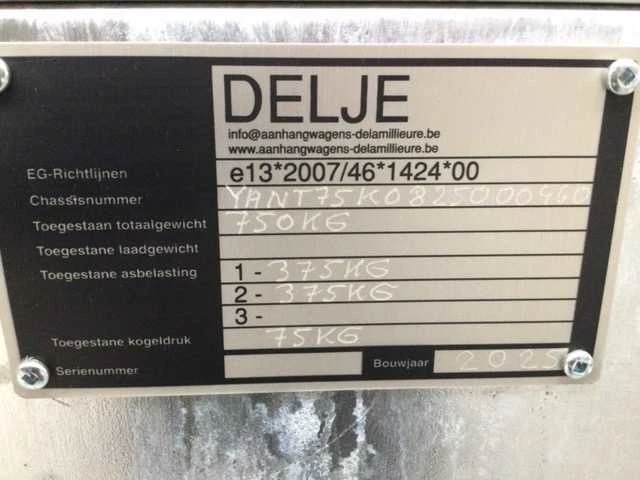 DELJE
info@aanhangwagens-delamillieure.be
www.aanhangwagens-delamillieure.be
EG-Richtlijnen e13*2007/46*1424*00
Chassisnummer YANT75K0825000460
Toegestaan totaalgewicht 750KG
Toegestane laadgewicht
Toegestane asbelasting 1 - 375KG
2 - 375KG
3 -
Toegestane kogeldruk 75KG
Serienummer Bouwjaar 2025